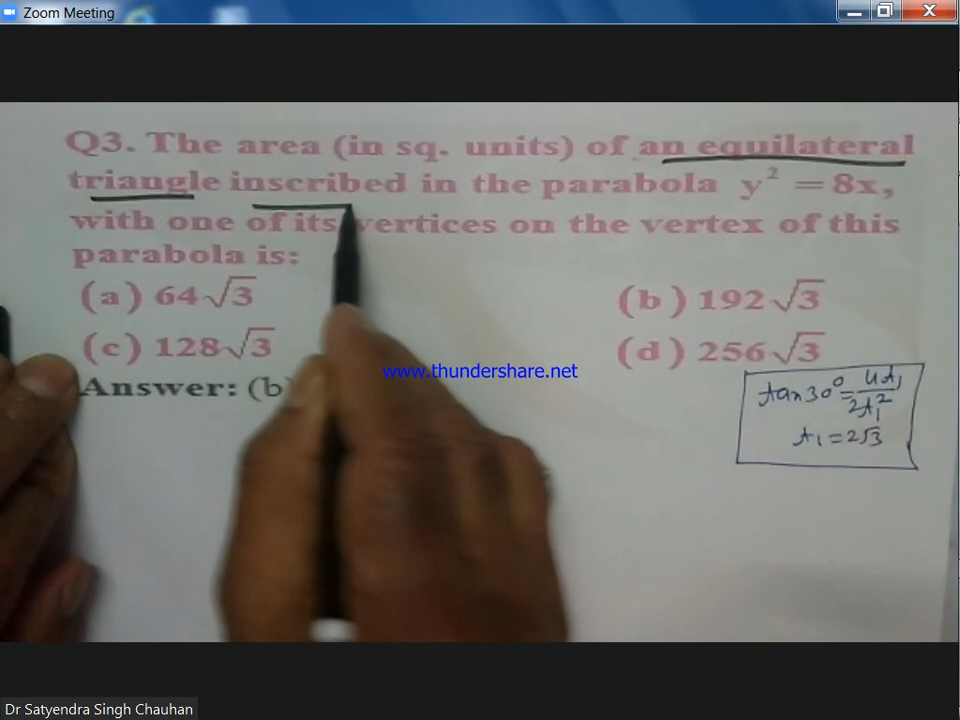 Zoom Meeting
Q3. The area (in sq. units) of an equilateral
triangle inscribed in the parabola y² = 8x,
with one of its vertices on the vertex of this
parabola is:
(a) 64√3
(b) 192√3
(c) 128√3
(d) 256√3
www.thundershare.net
Answer: (b)
tan30° = 4t₁/2t₁²
t₁ = 2√3
Dr Satyendra Singh Chauhan